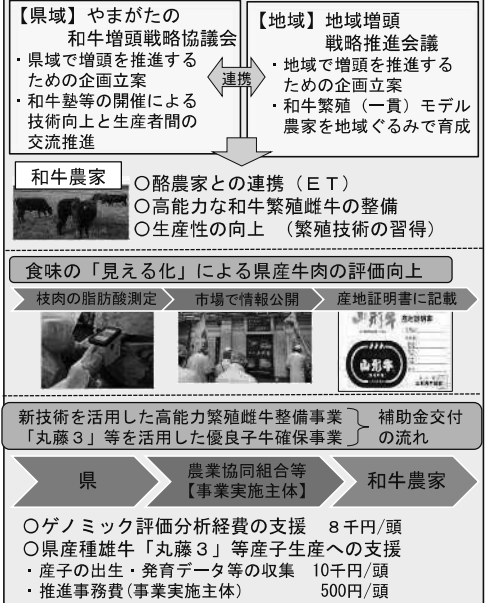 【県域】やまがたの
和牛増頭戦略協議会
・県域で増頭を推進する
ための企画立案
・和牛塾等の開催による
技術向上と生産者間の
交流推進
連携
【地域】地域増頭
戦略推進会議
・地域で増頭を推進する
ための企画立案
・和牛繁殖(一貫)モデル
農家を地域ぐるみで育成
和牛農家
〇酪農家との連携(ET)
〇高能力な和牛繁殖雌牛の整備
〇生産性の向上 (繁殖技術の習得)
食味の「見える化」による県産牛肉の評価向上
枝肉の脂肪酸測定
市場で情報公開
産地証明書に記載
山形牛
産地証明書
山形牛
新技術を活用した高能力繁殖雌牛整備事業
「丸藤3」等を活用した優良子牛確保事業
補助金交付
の流れ
県
農業協同組合等
【事業実施主体】
和牛農家
〇ゲノミック評価分析経費の支援 8千円/頭
〇県産種雄牛「丸藤3」等産子生産への支援
・産子の出生・発育データ等の収集 10千円/頭
・推進事務費(事業実施主体) 500円/頭